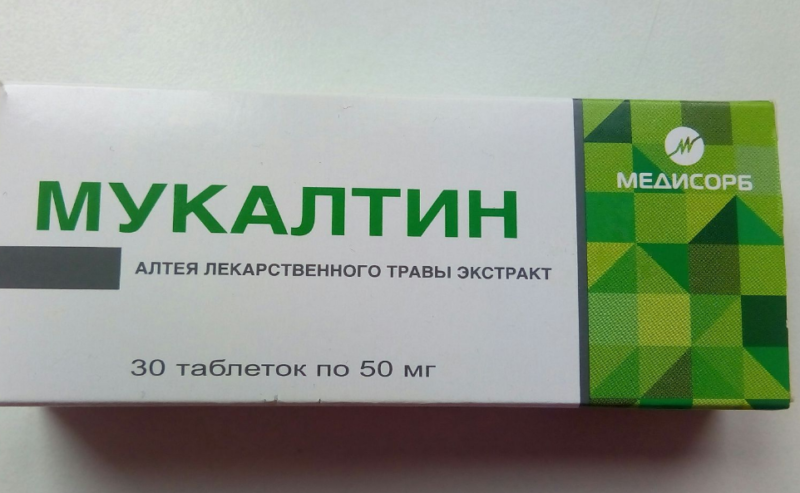 МУКАЛТИН
АЛТЕЯ ЛЕКАРСТВЕННОГО ТРАВЫ ЭКСТРАКТ
30 таблеток по 50 мг
МЕДИСОРБ